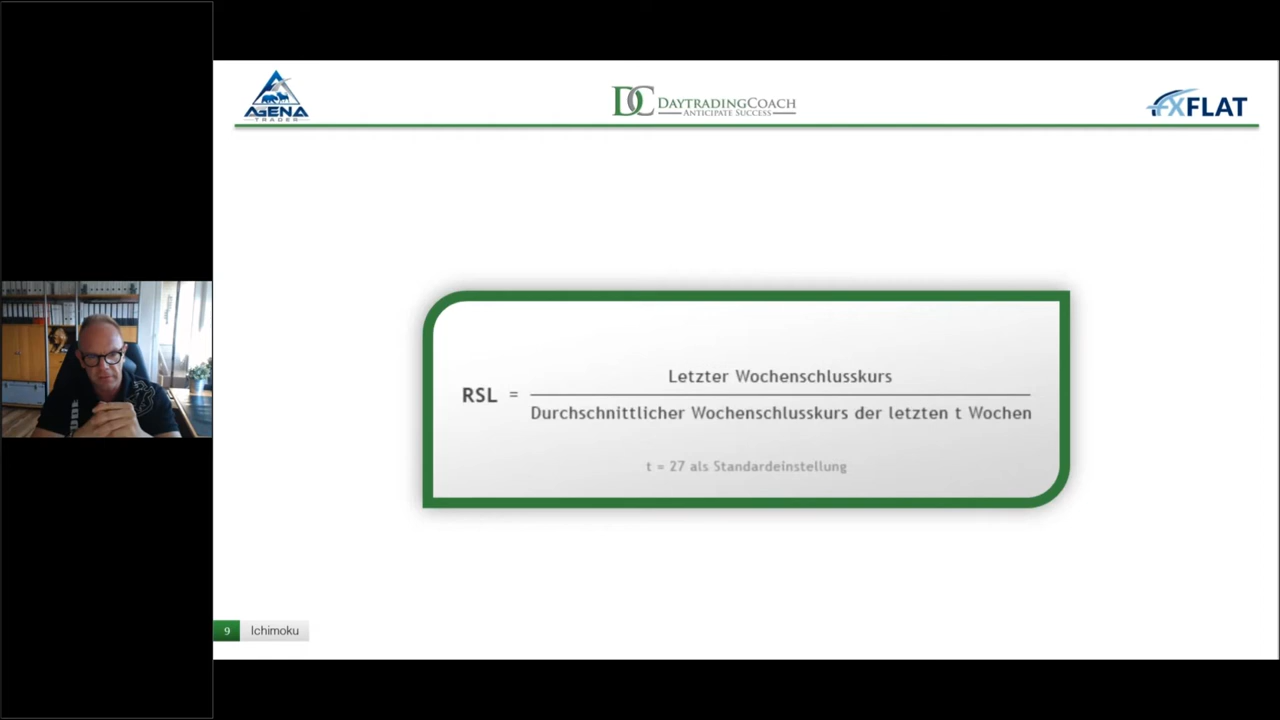 AGENA
TRADER
DC DAYTRADINGCOACH
ANTICIPATE SUCCESS
FXFLAT
RSL =
Letzter Wochenschlusskurs
Durchschnittlicher Wochenschlusskurs der letzten t Wochen
t = 27 als Standardeinstellung
9 Ichimoku